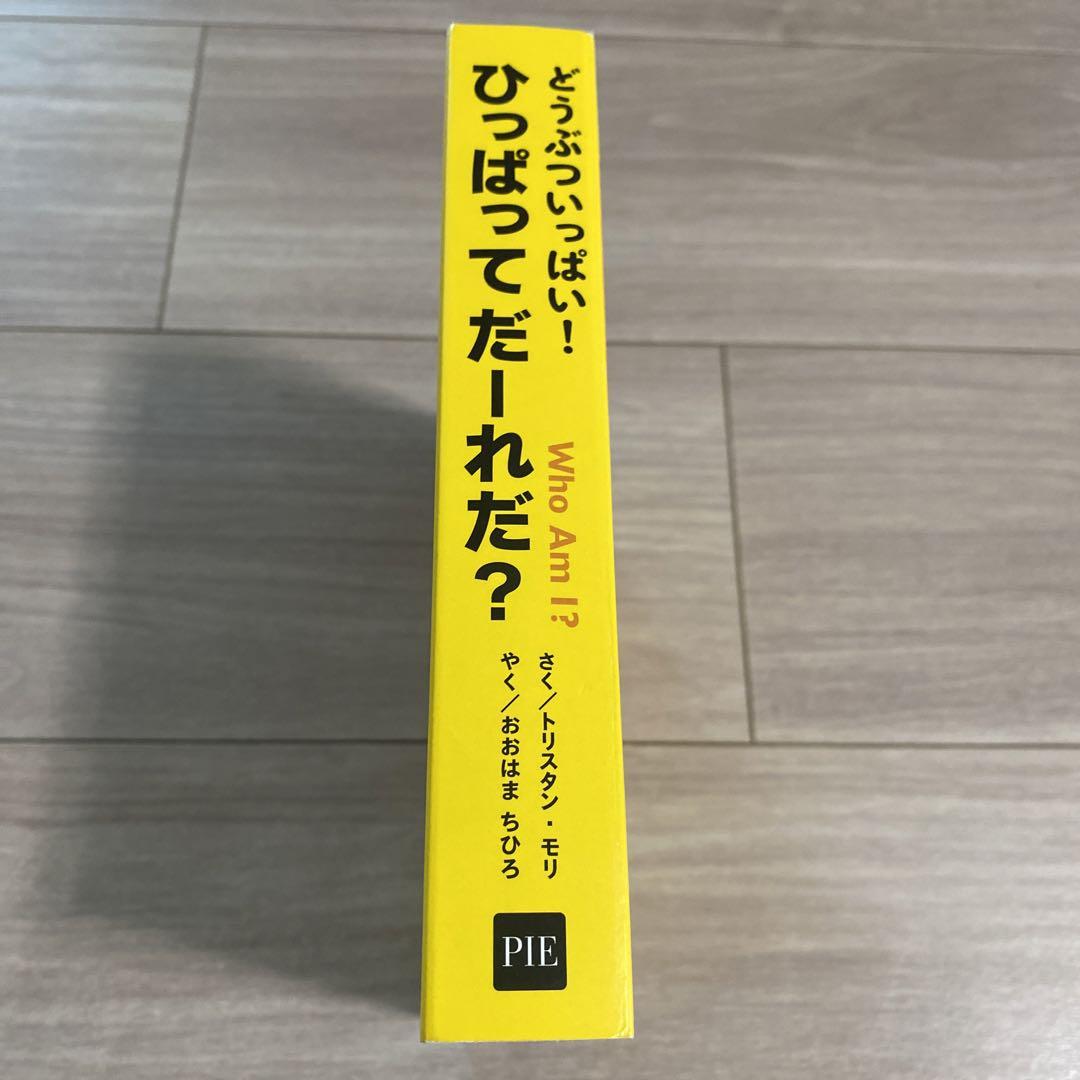 どうぶついっぱい!
ひっぱって だーれだ?
Who Am I?
さく/トリスタン・モリ
やく/おおはま ちひろ
PIE